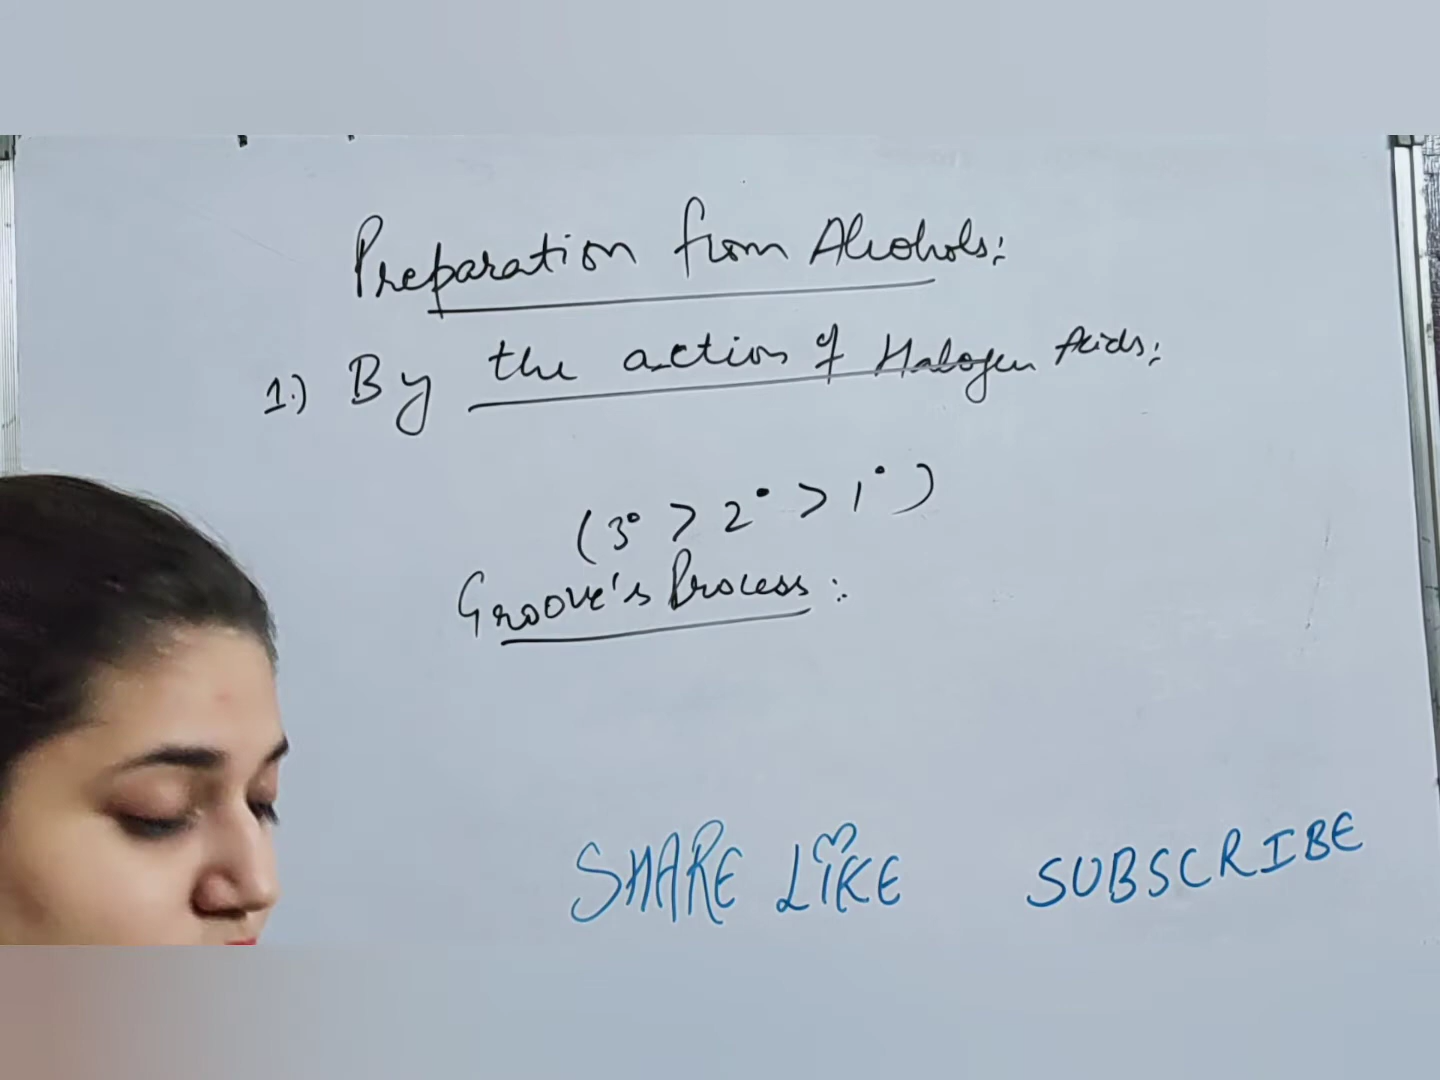 Preparation from Alcohols:
1.) By the action of Halogen Acids:
(3° > 2° > 1°)
Groove's Process:
SHARE LIKE SUBSCRIBE